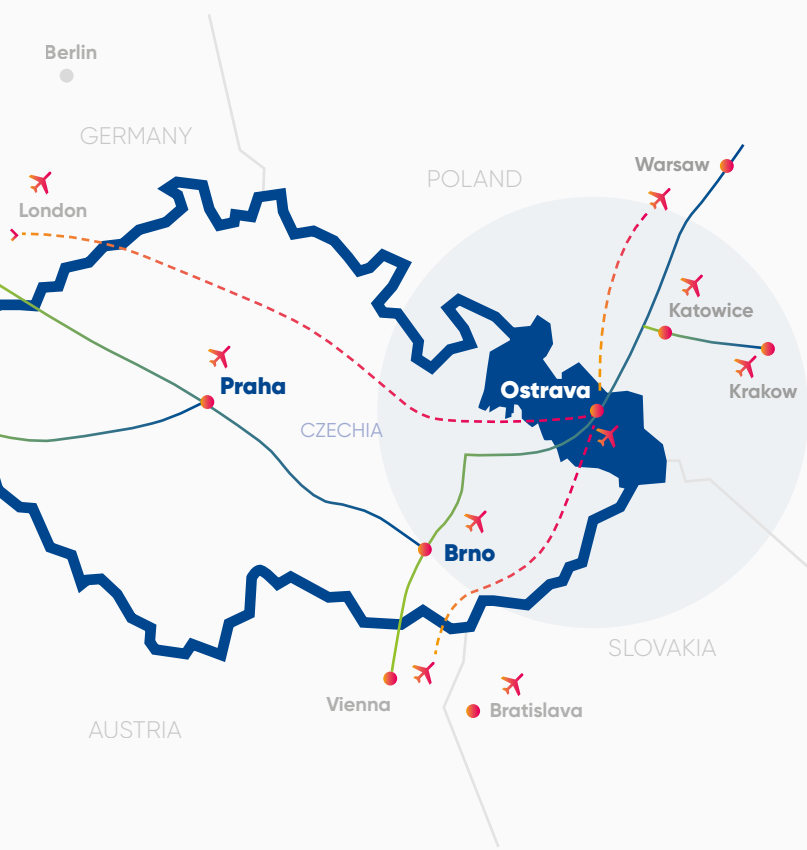 Berlin
GERMANY
Warsaw
POLAND
London
Katowice
Praha
Ostrava
Krakow
CZECHIA
Brno
SLOVAKIA
Vienna
Bratislava
AUSTRIA